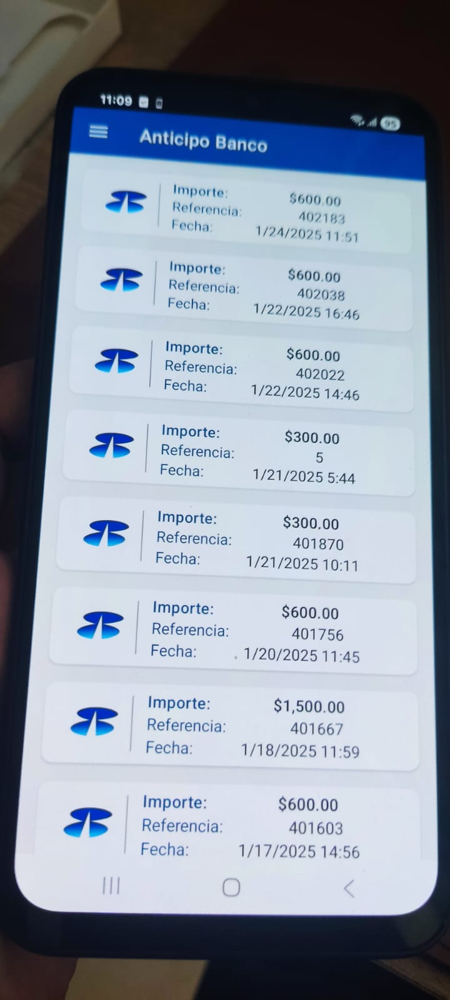 11:09
95
Anticipo Banco
Importe: $600.00
Referencia: 402183
Fecha: 1/24/2025 11:51
Importe: $600.00
Referencia: 402038
Fecha: 1/22/2025 16:46
Importe: $600.00
Referencia: 402022
Fecha: 1/22/2025 14:46
Importe: $300.00
Referencia: 5
Fecha: 1/21/2025 5:44
Importe: $300.00
Referencia: 401870
Fecha: 1/21/2025 10:11
Importe: $600.00
Referencia: 401756
Fecha: 1/20/2025 11:45
Importe: $1,500.00
Referencia: 401667
Fecha: 1/18/2025 11:59
Importe: $600.00
Referencia: 401603
Fecha: 1/17/2025 14:56